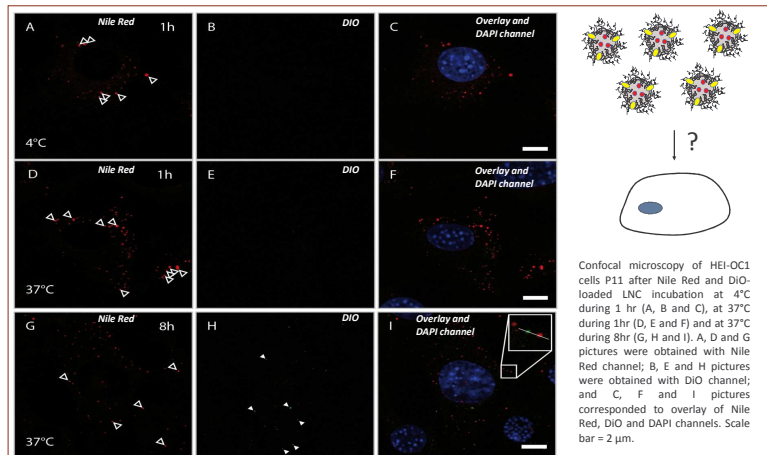 A
Nile Red
1h
4°C
B
DIO
C
Overlay and
DAPI channel
D
Nile Red
1h
37°C
E
DIO
F
Overlay and
DAPI channel
G
Nile Red
8h
37°C
H
DIO
I
Overlay and
DAPI channel
?
Confocal microscopy of HEI-OC1
cells P11 after Nile Red and DiO-
loaded LNC incubation at 4°C
during 1 hr (A, B and C), at 37°C
during 1hr (D, E and F) and at 37°C
during 8hr (G, H and I). A, D and G
pictures were obtained with Nile
Red channel; B, E and H pictures
were obtained with DiO channel;
and C, F and I pictures
corresponded to overlay of Nile
Red, DiO and DAPI channels. Scale
bar = 2 µm.